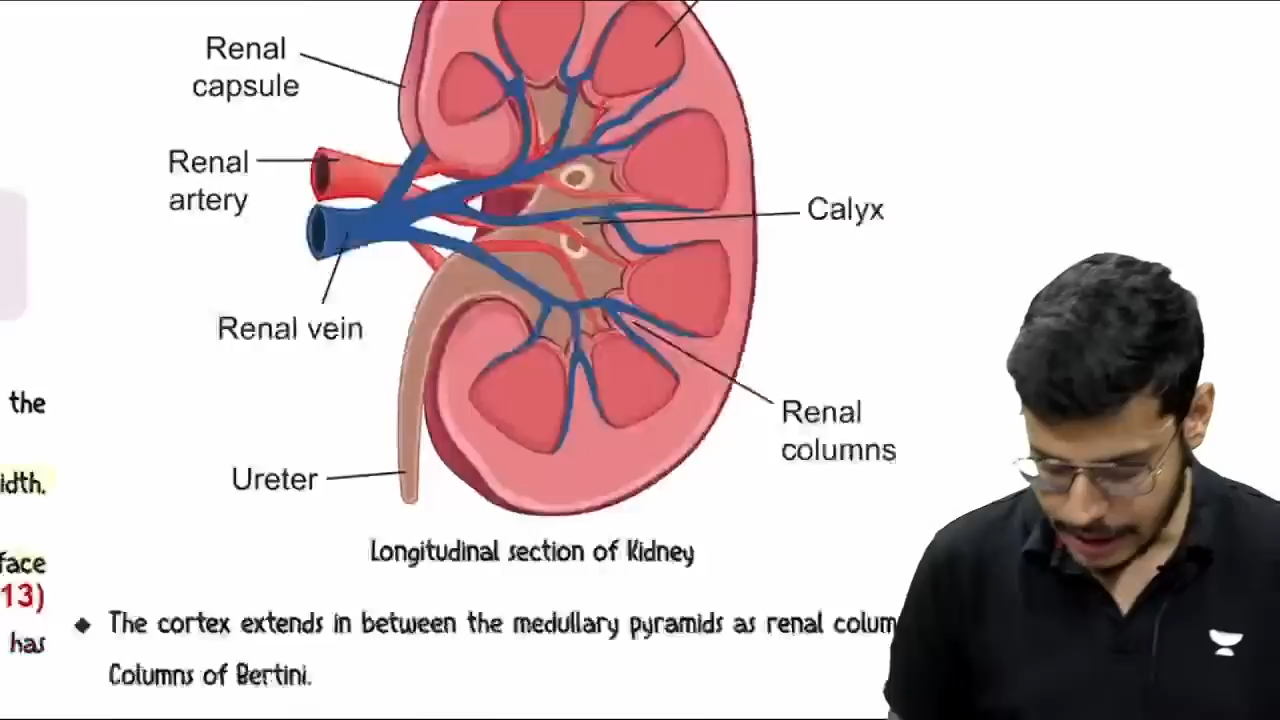 Renal
capsule
Renal
artery
Calyx
Renal vein
Renal
columns
Ureter
Longitudinal section of Kidney
the
idth.
face
13)
has
◆ The cortex extends in between the medullary pyramids as renal colum
Columns of Bertini.